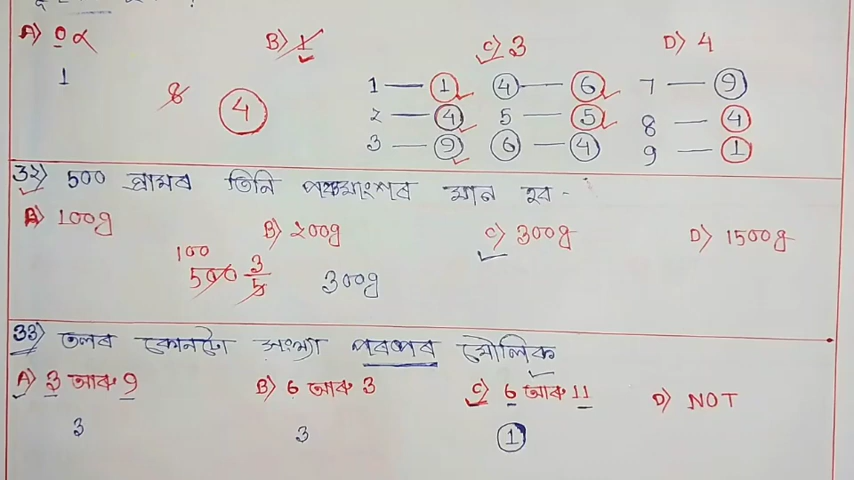 A) 0 B) 1 C) 3 D) 4
1
8 4
1 — 1 4 — 6 7 — 9
2 — 4 5 — 5 8 — 4
3 — 9 6 — 4 9 — 1
32) 500 গ্ৰামৰ তিনি পঞ্চমাংশৰ মান হব -
A) 100g B) 200g C) 300g D) 1500g
100
500 3/5 300g
33) তলৰ কোনটো সংখ্যা পৰষ্পৰ মৌলিক
A) 3 আৰু 9 B) 6 আৰু 3 C) 6 আৰু 11 D) NOT
3 3 1